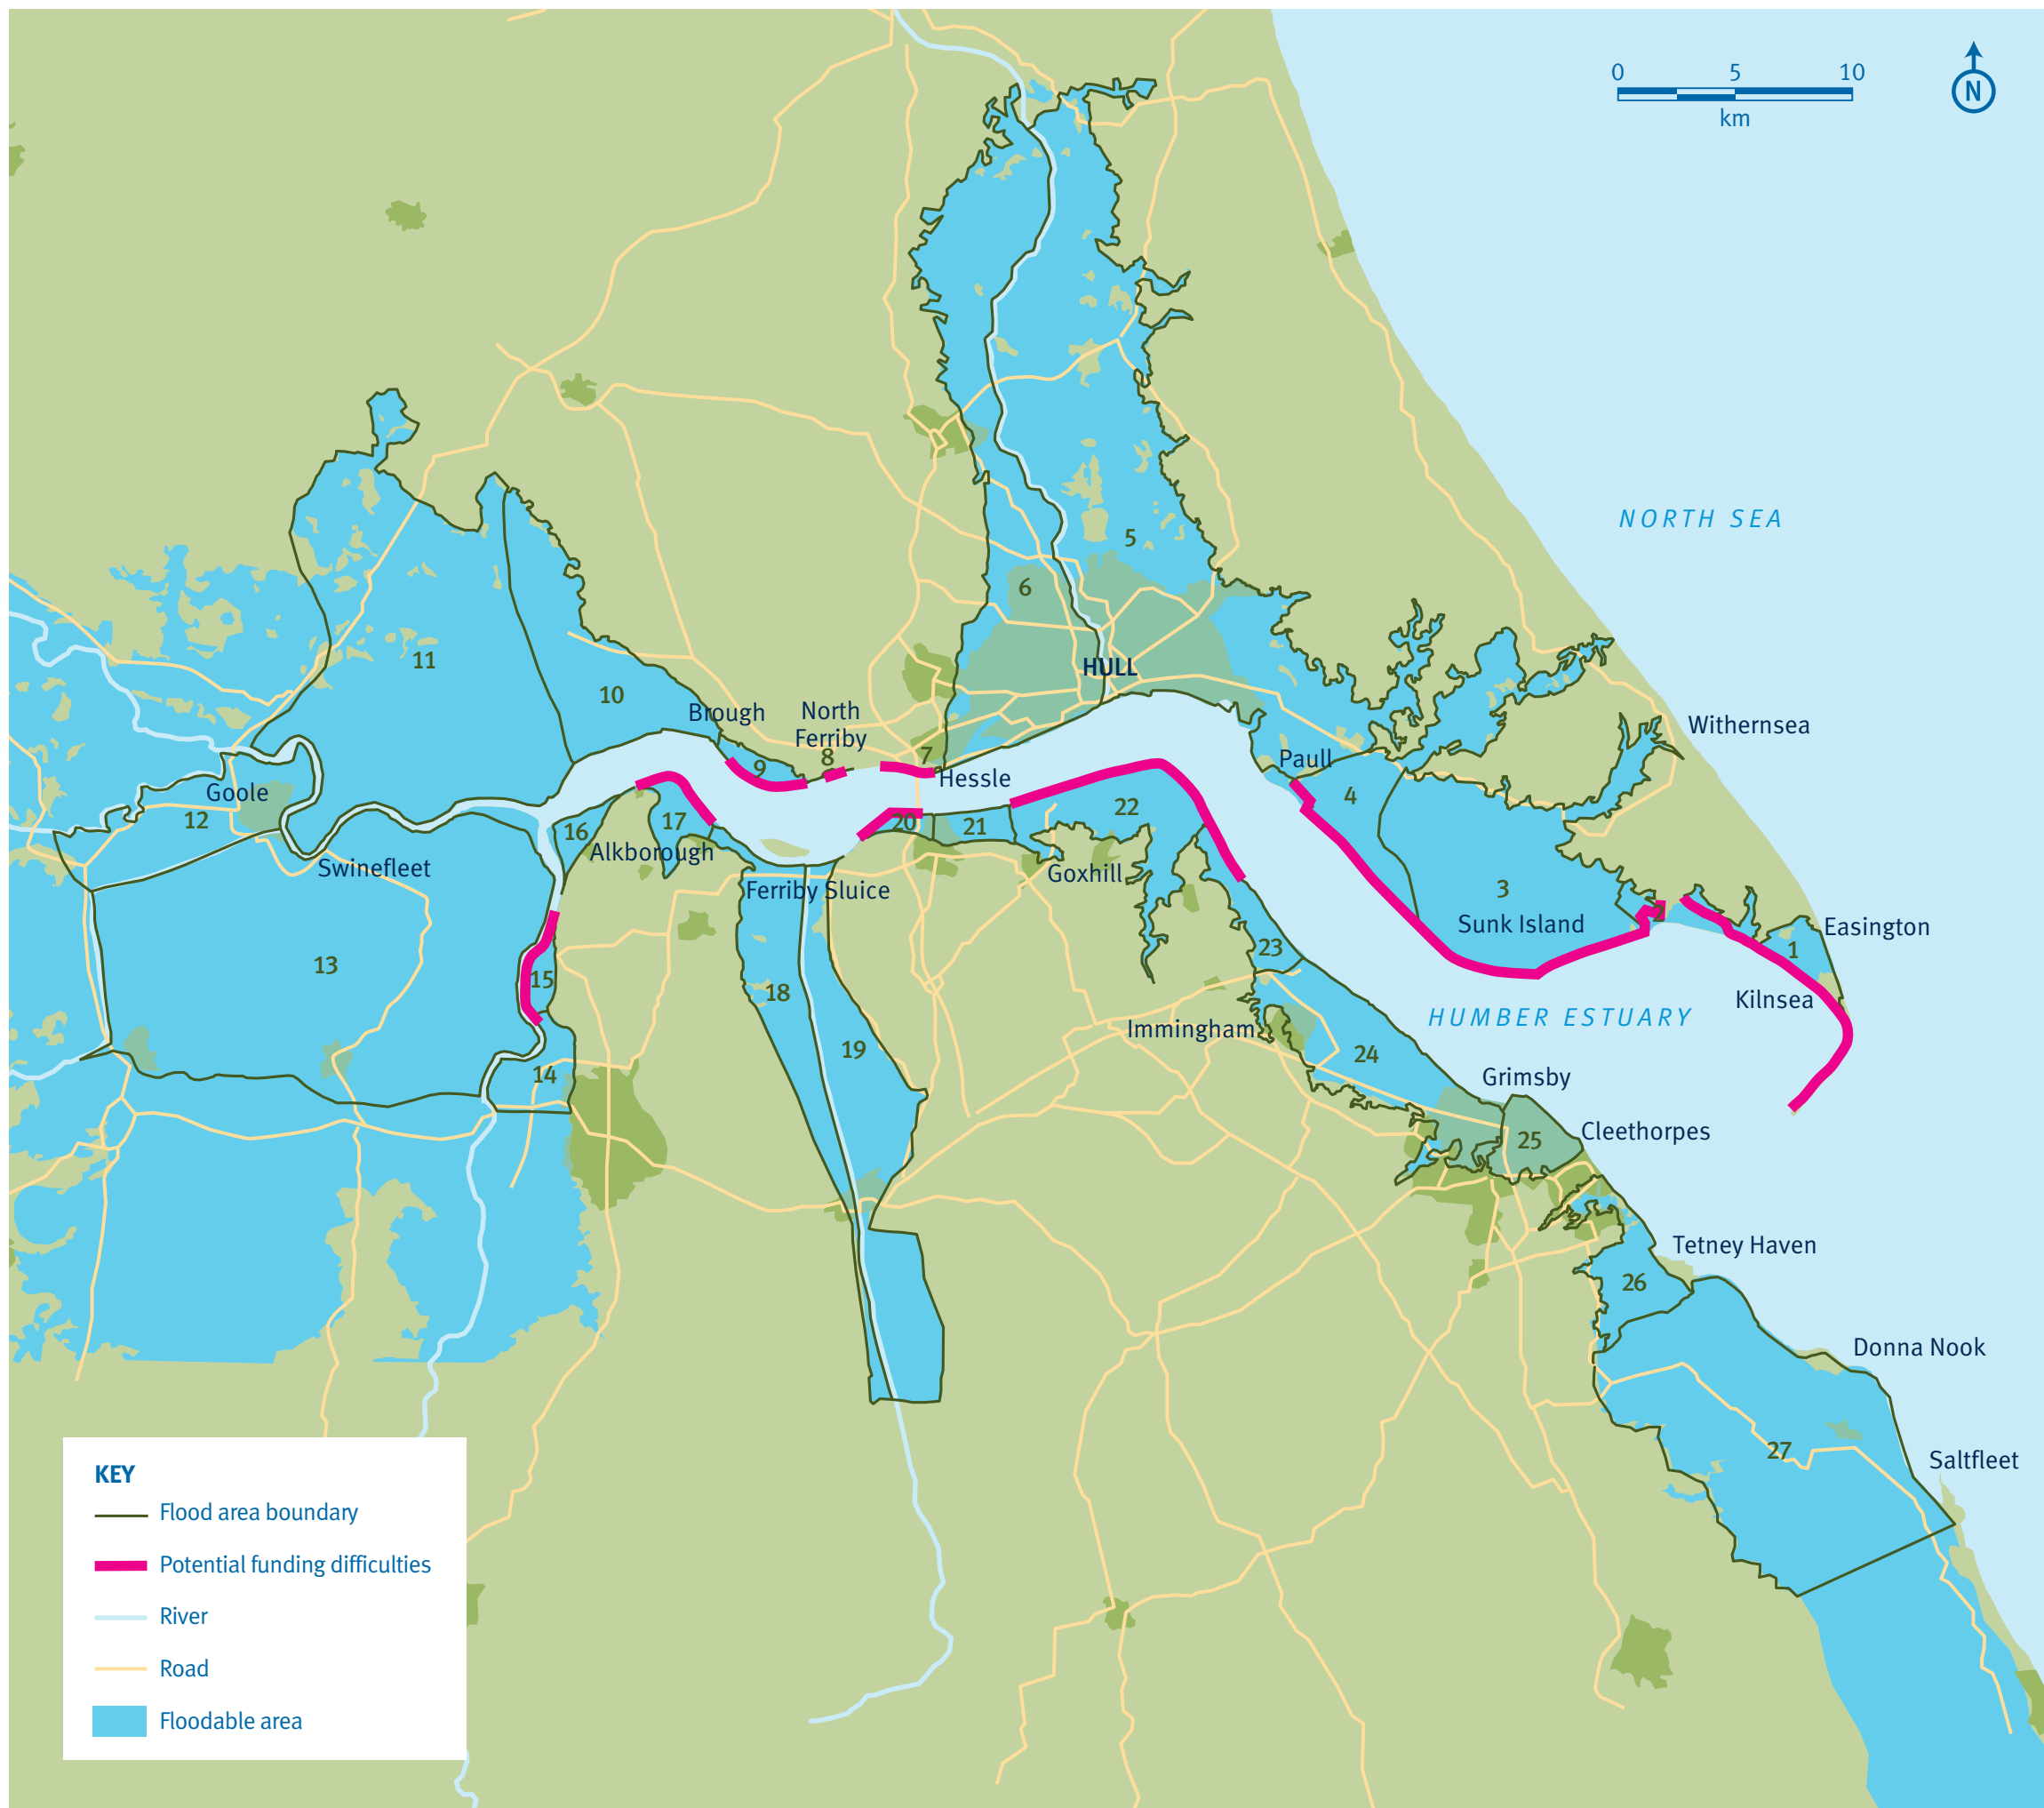 0 5 10
km
N
NORTH SEA
5
6
11
HULL
10
Brough
North
Ferriby
Withernsea
8
7
9
Paull
Hessle
Goole
4
12
20
22
16
17
21
Alkborough
Swinefleet
Goxhill
Ferriby Sluice
3
2
Sunk Island
Easington
1
23
13
15
18
Kilnsea
HUMBER ESTUARY
Immingham
19
24
14
Grimsby
25
Cleethorpes
Tetney Haven
26
Donna Nook
27
Saltfleet
KEY
Flood area boundary
Potential funding difficulties
River
Road
Floodable area